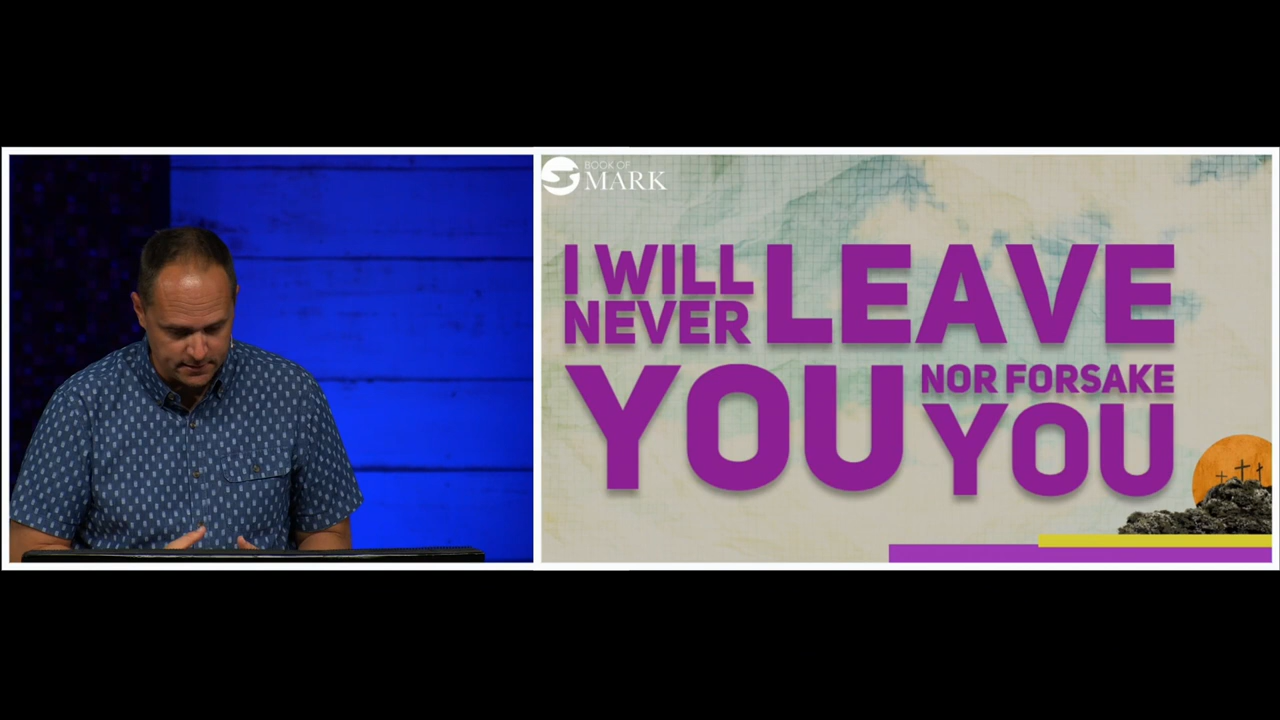 BOOK OF
MARK
I WILL
NEVER
LEAVE
YOU
NOR FORSAKE
YOU